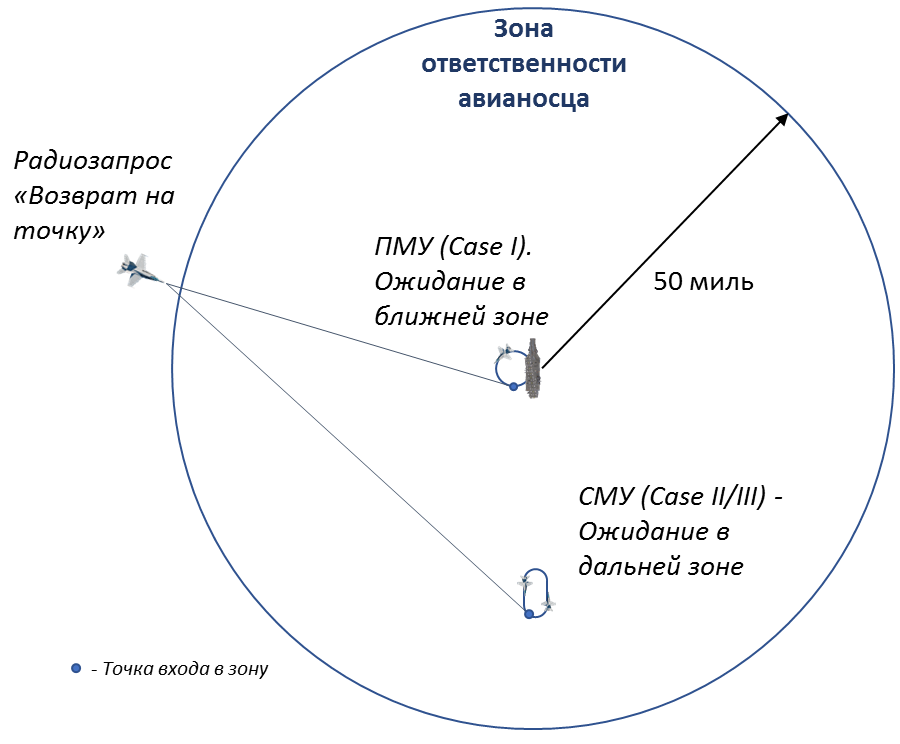 Зона
ответственности
авианосца
Радиозапрос
«Возврат на
точку»
ПМУ (Case I).
Ожидание в
ближней зоне
50 миль
СМУ (Case II/III) -
Ожидание в
дальней зоне
- Точка входа в зону